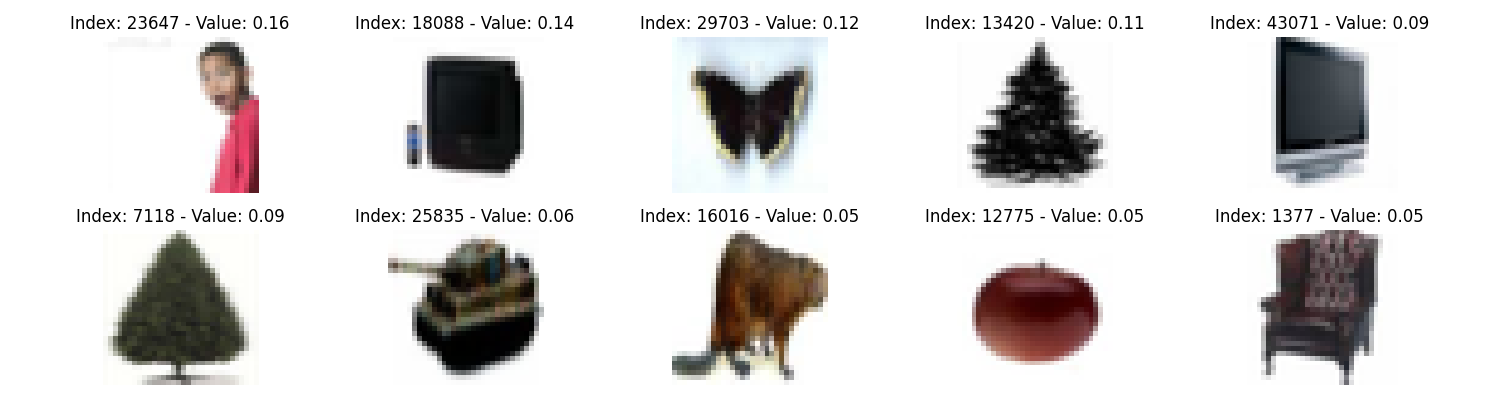 Index: 23647 - Value: 0.16
Index: 18088 - Value: 0.14
Index: 29703 - Value: 0.12
Index: 13420 - Value: 0.11
Index: 43071 - Value: 0.09
Index: 7118 - Value: 0.09
Index: 25835 - Value: 0.06
Index: 16016 - Value: 0.05
Index: 12775 - Value: 0.05
Index: 1377 - Value: 0.05